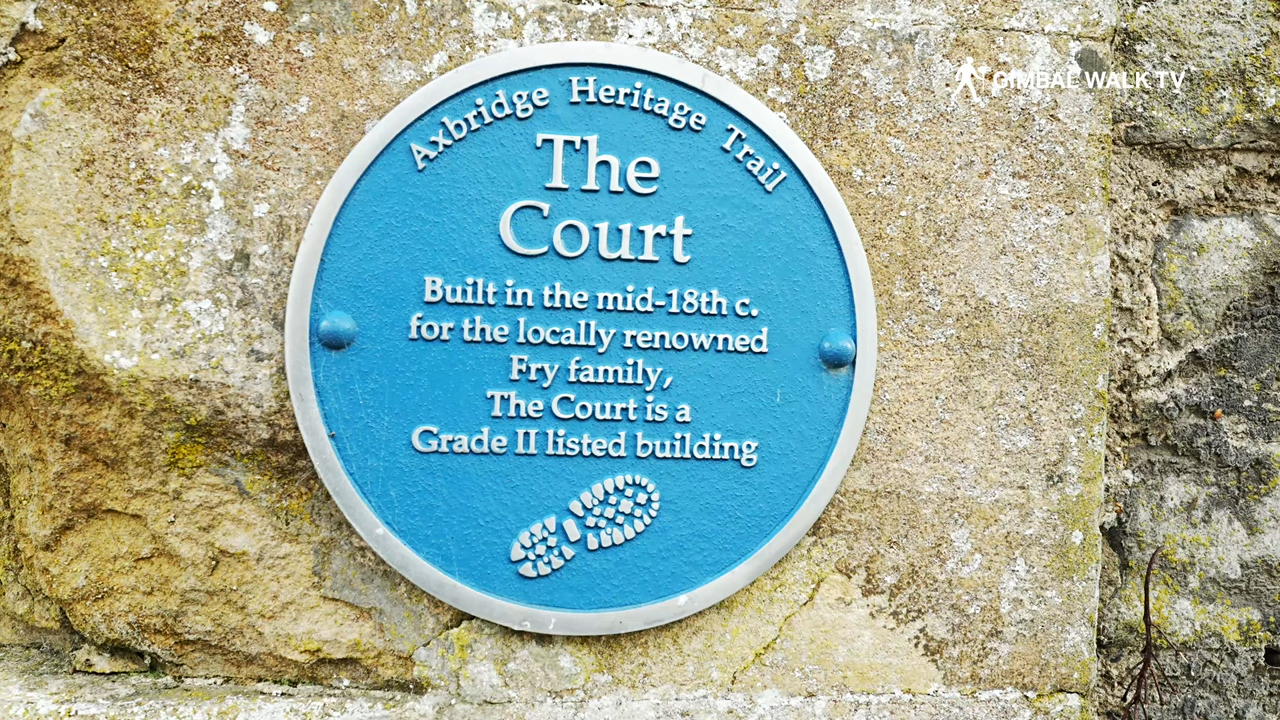 GIMBAL WALK TV
Axbridge Heritage Trail
The
Court
Built in the mid-18th c.
for the locally renowned
Fry family,
The Court is a
Grade II listed building